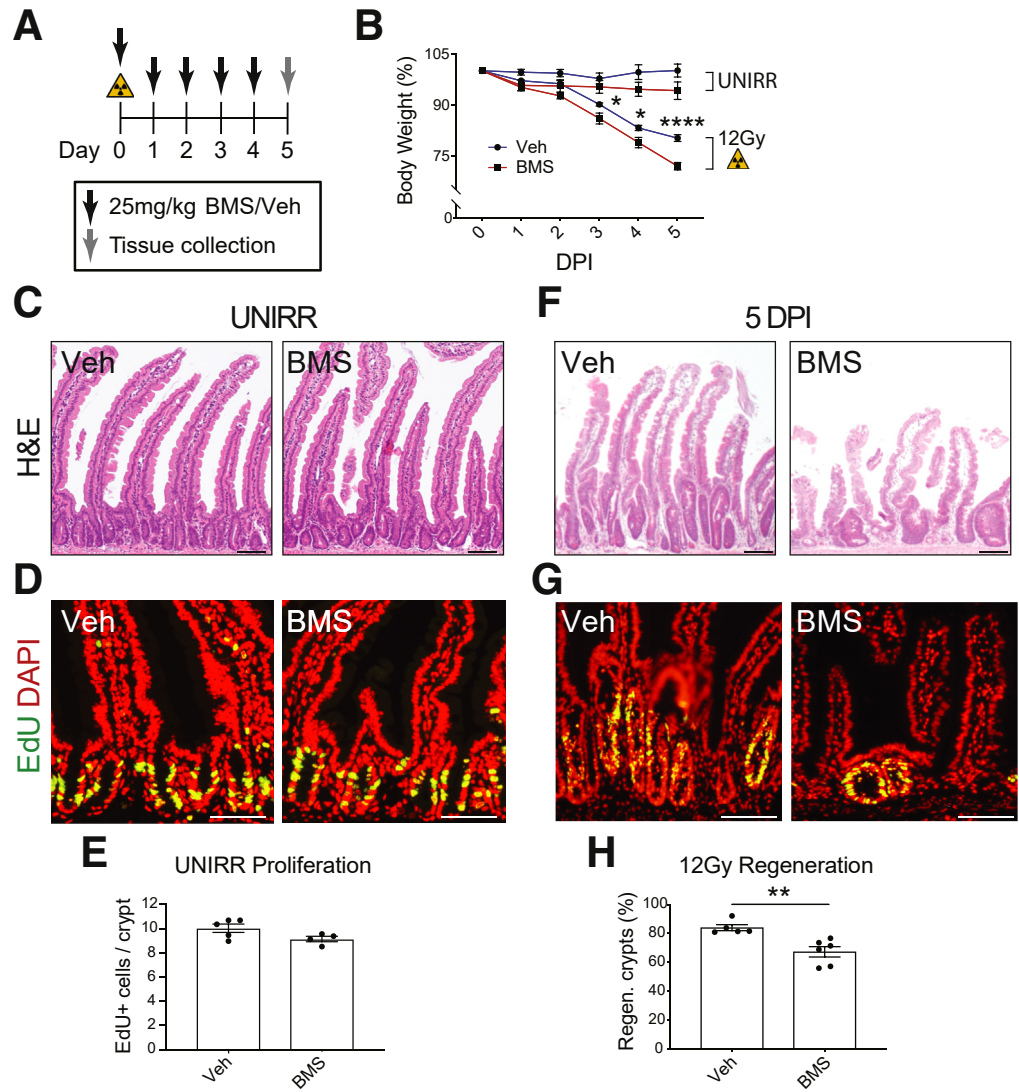 A
Day 0 1 2 3 4 5
25mg/kg BMS/Veh
Tissue collection
B
Body Weight (%)
105
90
75
0
UNIRR
* * ****
12Gy
Veh
BMS
0 1 2 3 4 5
DPI
C
UNIRR
H&E
Veh
BMS
F
5 DPI
Veh
BMS
D
EdU DAPI
Veh
BMS
G
Veh
BMS
E
UNIRR Proliferation
EdU+ cells / crypt
12
10
8
6
4
2
0
Veh
BMS
H
12Gy Regeneration
**
Regen. crypts (%)
100
80
60
40
20
0
Veh
BMS